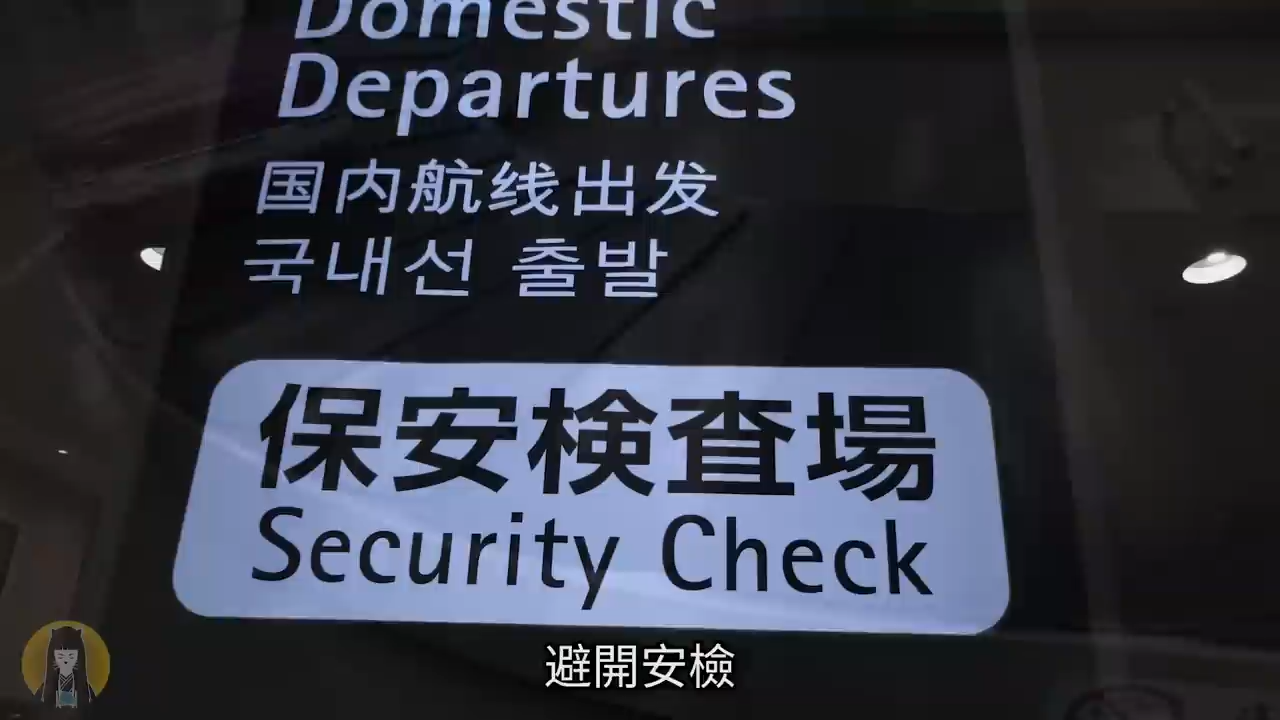 Domestic
Departures
国内航线出发
국내선 출발
保安検査場
Security Check
避開安檢